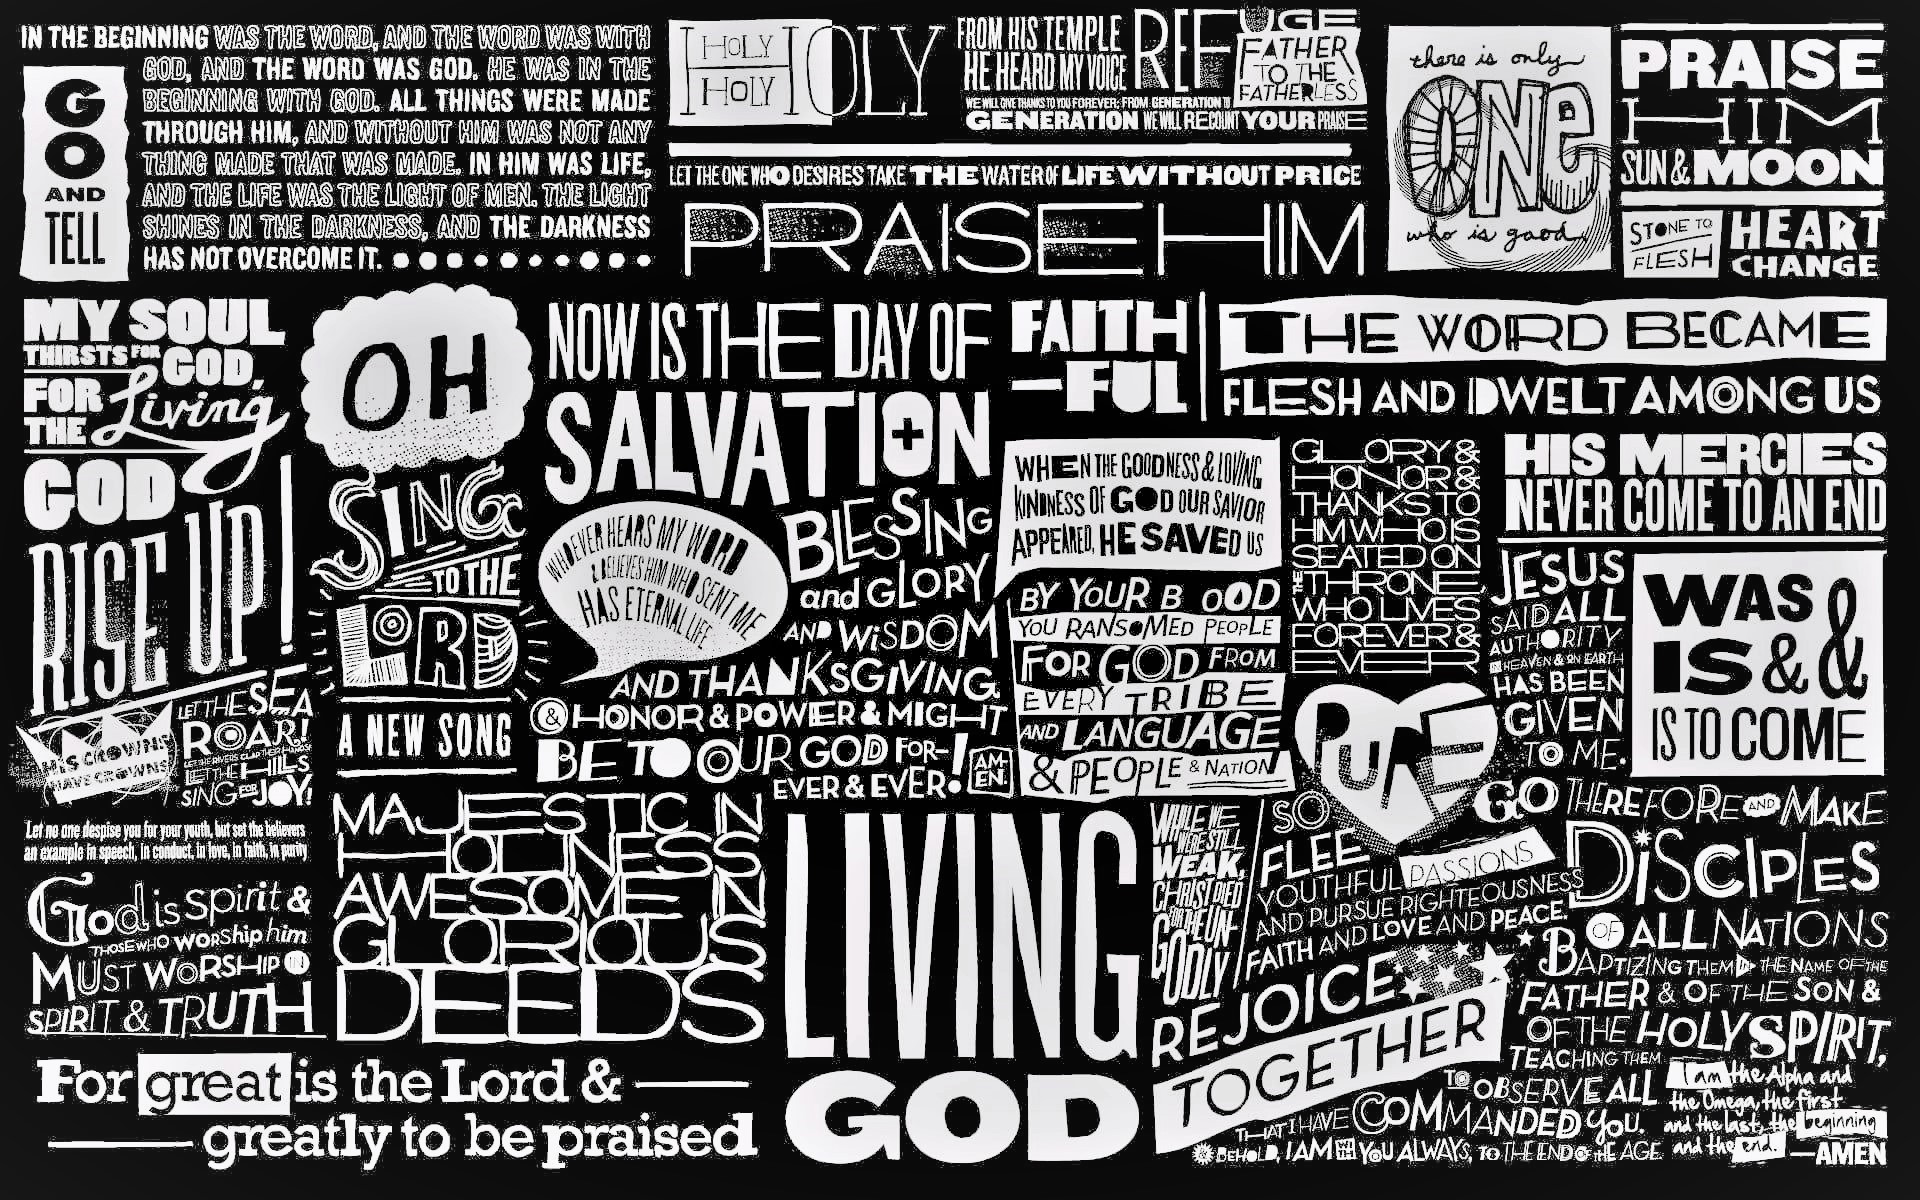 IN THE BEGINNING WAS THE WORD, AND THE WORD WAS WITH
GOD, AND THE WORD WAS GOD. HE WAS IN THE
BEGINNING WITH GOD. ALL THINGS WERE MADE
THROUGH HIM, AND WITHOUT HIM WAS NOT ANY
THING MADE THAT WAS MADE. IN HIM WAS LIFE,
AND THE LIFE WAS THE LIGHT OF MEN. THE LIGHT
SHINES IN THE DARKNESS, AND THE DARKNESS
HAS NOT OVERCOME IT.
GO
AND
TELL
HOLY
HOLY
HOLY
FROM HIS TEMPLE
HE HEARD MY VOICE
REFUGE
FATHER
TO THE
FATHERLESS
WE WILL GIVE THANKS TO YOU FOREVER; FROM GENERATION TO
GENERATION WE WILL RECOUNT YOUR PRAISE
LET THE ONE WHO DESIRES TAKE THE WATER OF LIFE WITHOUT PRICE
PRAISE HIM
there is only
ONE
who is good.
PRAISE
HIM
SUN & MOON
STONE TO
FLESH
HEART
CHANGE
MY SOUL
THIRSTS FOR
GOD,
FOR
THE Living
GOD
RISE UP!
OH
SING
TO THE
LORD
A NEW SONG
NOW IS THE DAY OF
SALVATION
FAITH
-FUL
THE WORD BECAME
FLESH AND DWELT AMONG US
WHOEVER HEARS MY WORD
& BELIEVES HIM WHO SENT ME
HAS ETERNAL LIFE
BLESSING
and GLORY
AND WiSDOM
AND THANKSGIVING
& HONOR & POWER & MIGHT
BE TO OUR GOD FOR-
EVER & EVER!
AM-
EN.
WHEN THE GOODNESS & LOVING
KINDNESS OF GOD OUR SAVIOR
APPEARED, HE SAVED US
BY YOUR B OOD
YOU RANSOMED PEOPLE
FOR GOD FROM
EVERY TRIBE
AND LANGUAGE
& PEOPLE & NATION
GLORY &
HONOR &
THANKS TO
HIM WHO IS
SEATED ON
THE THRONE
WHO LIVES
FOREVER &
EVER
HIS MERCIES
NEVER COME TO AN END
JESUS
SAID ALL
AUTHORITY
IN HEAVEN & ON EARTH
HAS BEEN
GIVEN
TO ME.
WAS &
IS & &
IS TO COME
HIS CROWNS
HAVE CROWNS
LET THE SEA
ROAR!
LET THE RIVERS CLAP THEIR HANDS
LET THE HILLS
SING FOR JOY!
Let no one despise you for your youth, but set the believers
an example in speech, in conduct, in love, in faith, in purity
God is spirit &
THOSE WHO WORShip him
MUST WORSHIP IN
SPIRIT & TRUTH
MAJESTIC IN
HOLINESS
AWESOME IN
GLORIOUS
DEEDS
LIVING
GOD
WHILE WE
WERE STILL
WEAK,
CHRIST DIED
FOR THE UN-
GODLY
PURE
SO
FLEE
YOUTHFUL PASSIONS
AND PURSUE RIGHTEOUSNESS
FAITH AND LOVE AND PEACE.
REJOICE
TOGETHER
GO THEREFORE AND MAKE
DISCIPLES
OF ALL NATIONS
BAPTIZING THEM IN THE NAME OF THE
FATHER & OF THE SON &
OF THE HOLY SPIRIT,
TEACHING THEM
TO OBSERVE ALL
THAT I HAVE COMMANDED YoU.
BEHOLD, I AM WITH YOU ALWAYS, TO THE END OF THE AGE.
I am the Alpha and
the Omega, the first
and the last, the beginning
and the end.
—AMEN
For great is the Lord &
greatly to be praised